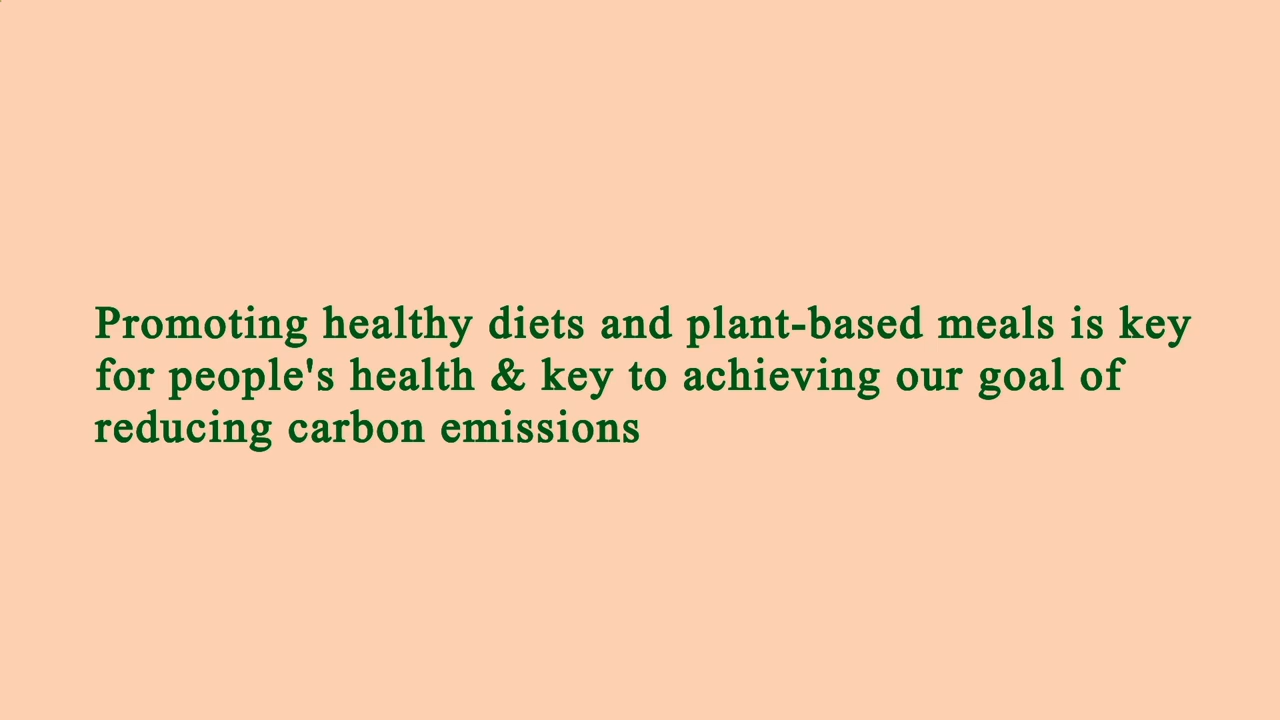 Promoting healthy diets and plant-based meals is key
for people's health & key to achieving our goal of
reducing carbon emissions